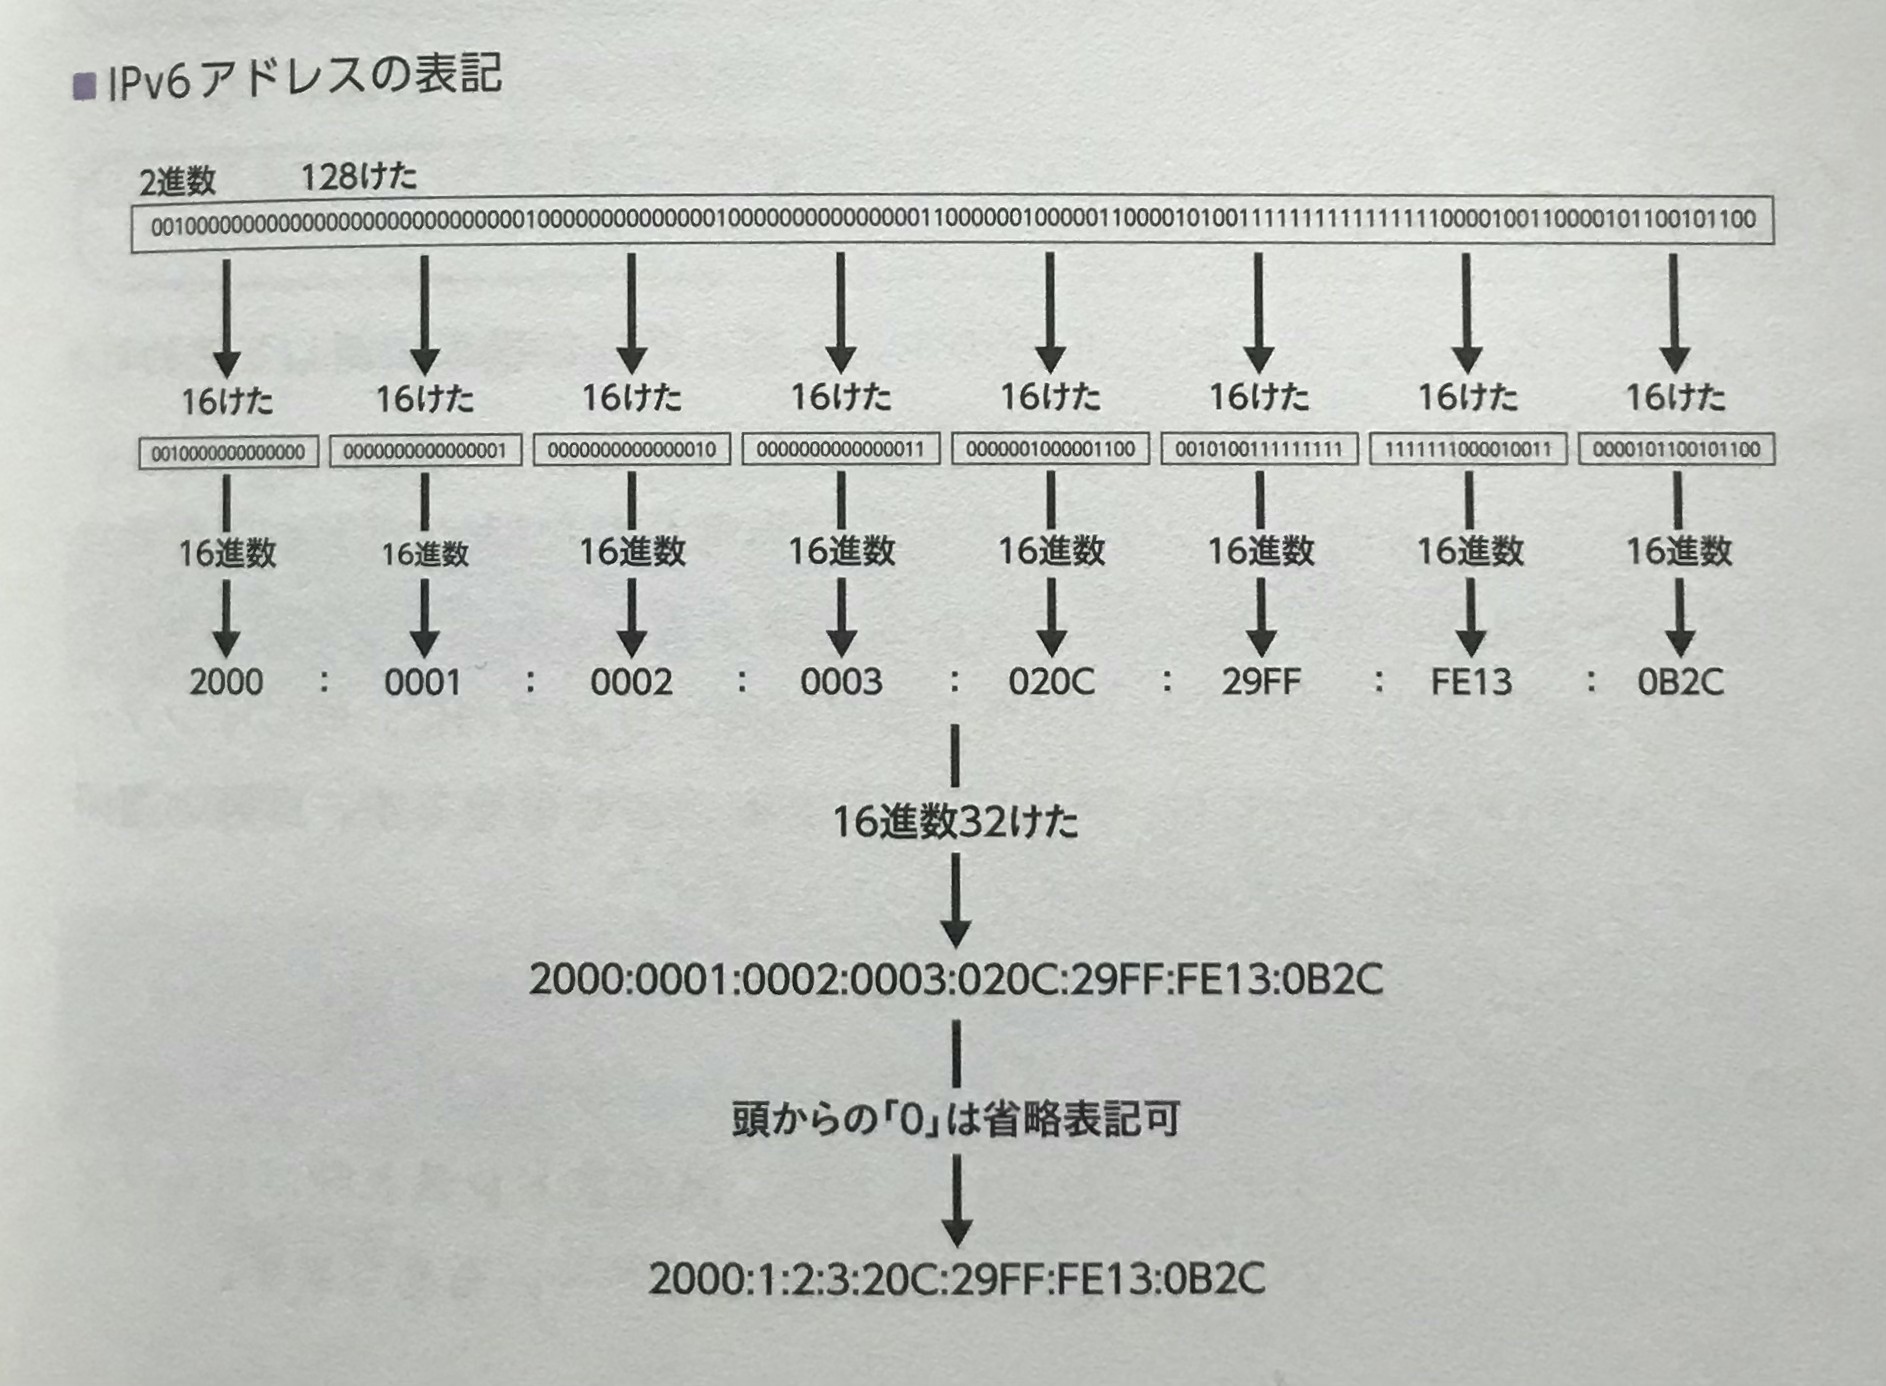 IPv6アドレスの表記
2進数 128けた
00100000000000000000000000000001000000000000001000000000000000110000001000001100001010011111111111111110000100110000101100101100
16けた 16けた 16けた 16けた 16けた 16けた 16けた 16けた
0010000000000000 0000000000000001 0000000000000010 0000000000000011 0000001000001100 0010100111111111 1111111000010011 0000101100101100
16進数 16進数 16進数 16進数 16進数 16進数 16進数 16進数
2000 : 0001 : 0002 : 0003 : 020C : 29FF : FE13 : 0B2C
16進数32けた
2000:0001:0002:0003:020C:29FF:FE13:0B2C
頭からの「0」は省略表記可
2000:1:2:3:20C:29FF:FE13:0B2C